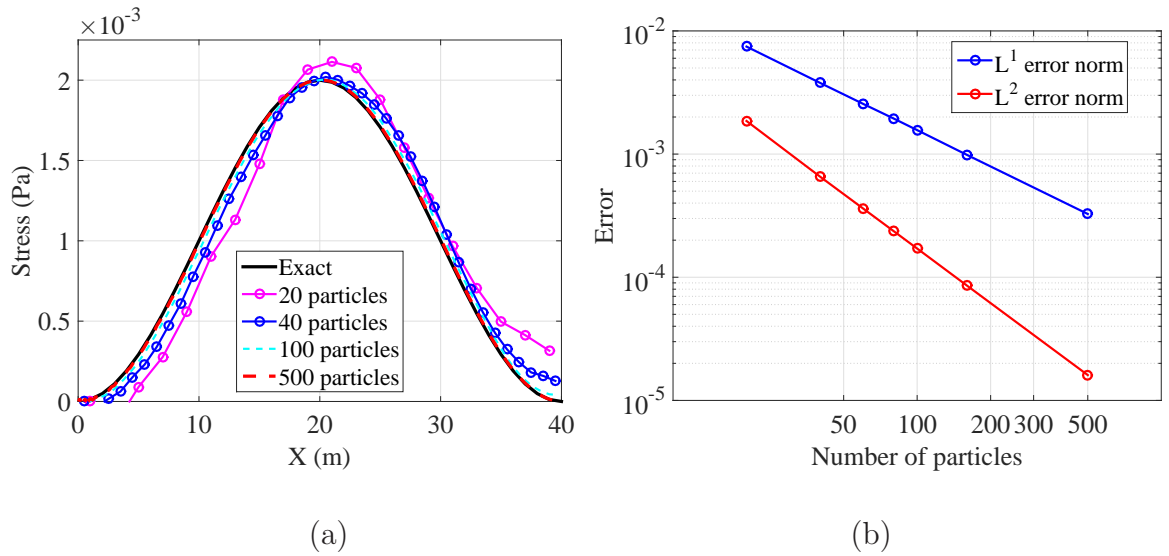 ×10⁻³
2
1.5
1
0.5
0
Stress (Pa)
0
10
20
30
40
X (m)
Exact
20 particles
40 particles
100 particles
500 particles
(a)
10⁻²
10⁻³
10⁻⁴
10⁻⁵
Error
50
100
200
300
500
Number of particles
L¹ error norm
L² error norm
(b)